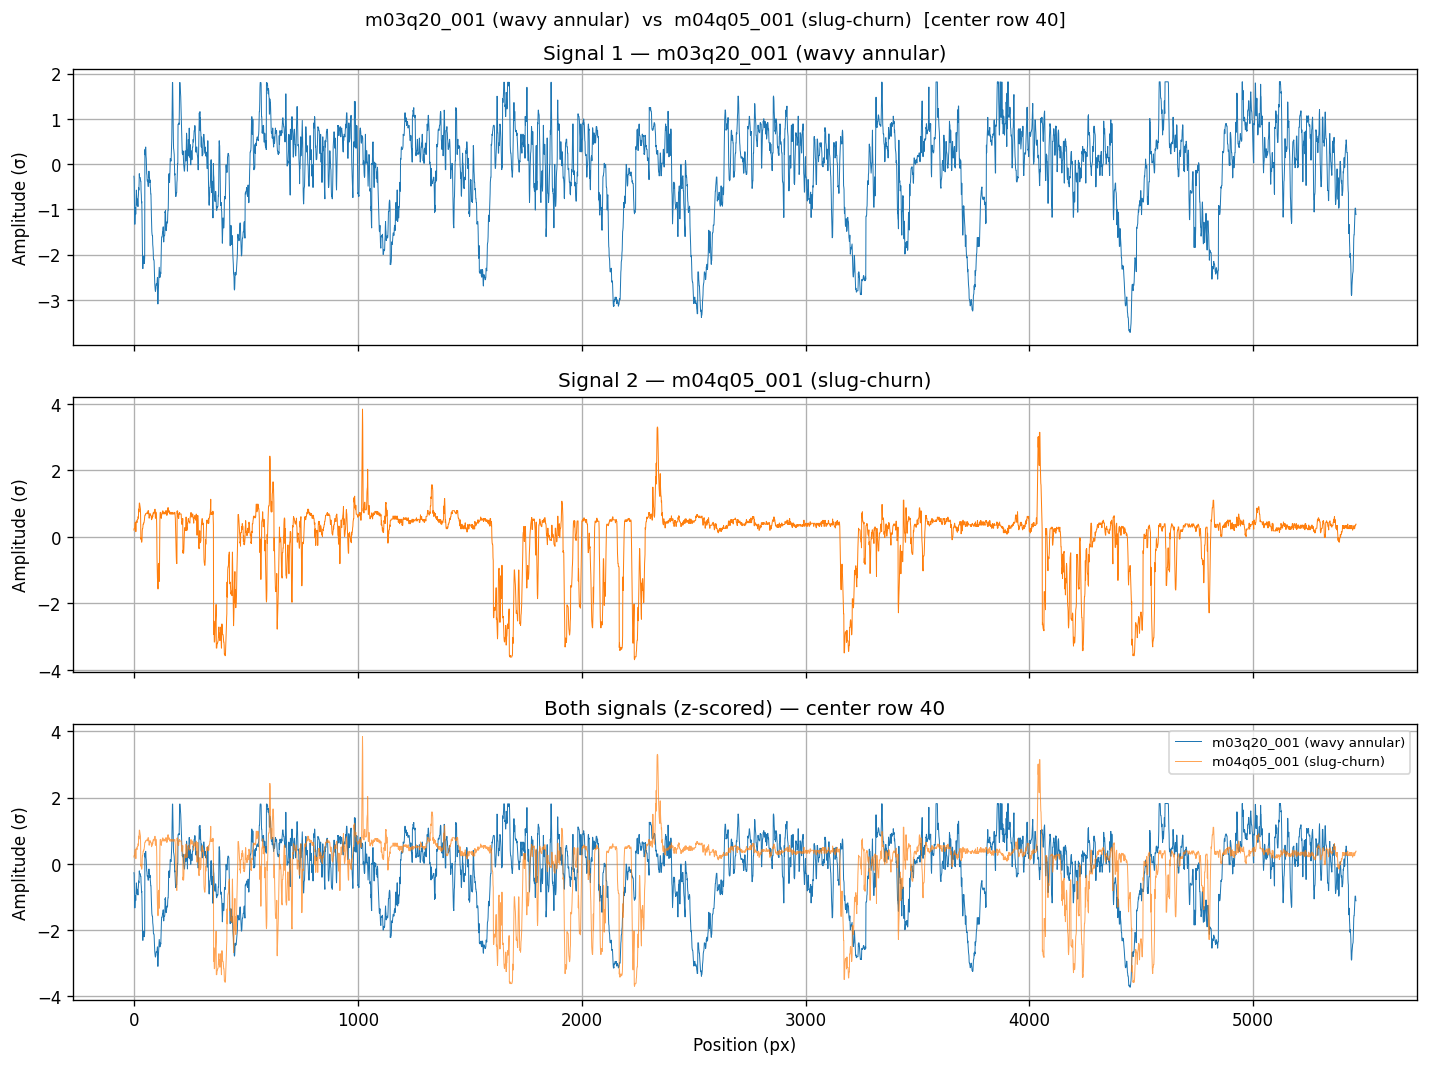 m03q20_001 (wavy annular)  vs  m04q05_001 (slug-churn)  [center row 40]
Signal 1 — m03q20_001 (wavy annular)
2
1
0
−1
−2
−3
Amplitude (σ)
Signal 2 — m04q05_001 (slug-churn)
4
2
0
−2
−4
Amplitude (σ)
Both signals (z-scored) — center row 40
4
2
0
−2
−4
Amplitude (σ)
m03q20_001 (wavy annular)
m04q05_001 (slug-churn)
0 1000 2000 3000 4000 5000
Position (px)